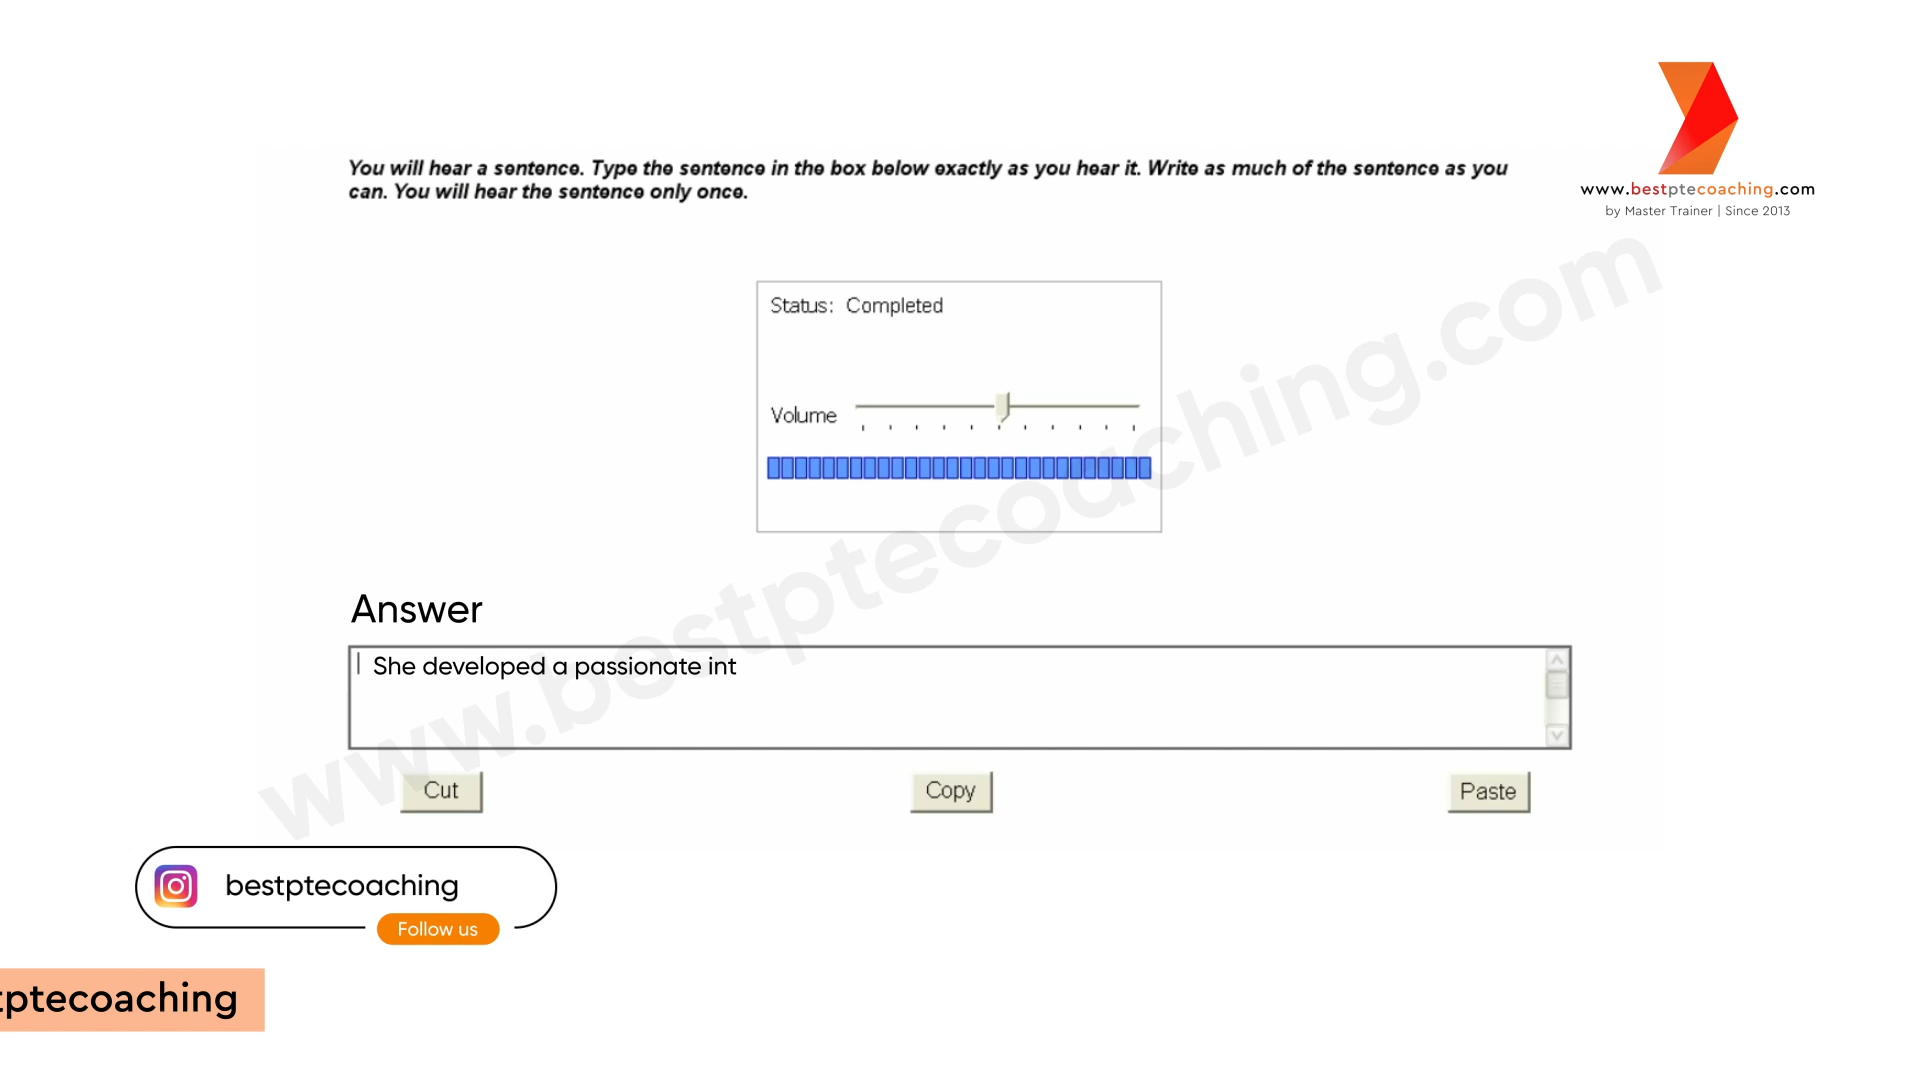 www.bestptecoaching.com
by Master Trainer | Since 2013
You will hear a sentence. Type the sentence in the box below exactly as you hear it. Write as much of the sentence as you
can. You will hear the sentence only once.
Status: Completed
Volume
www.bestptecoaching.com
Answer
She developed a passionate int
Cut
Copy
Paste
bestptecoaching
Follow us
tptecoaching